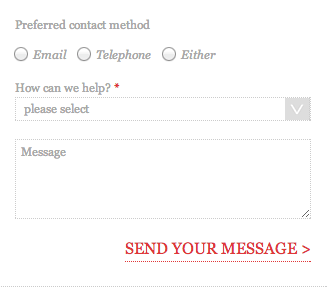 Preferred contact method
Email Telephone Either
How can we help? *
please select
Message
SEND YOUR MESSAGE >